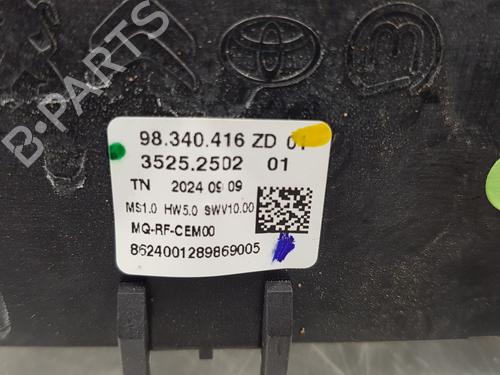 B-PARTS
98.340.416 ZD 01
3525.2502 01
TN 2024 09 09
MS1.0 HW5.0 SWV10.00
MQ-RF-CEM00
8624001289869005